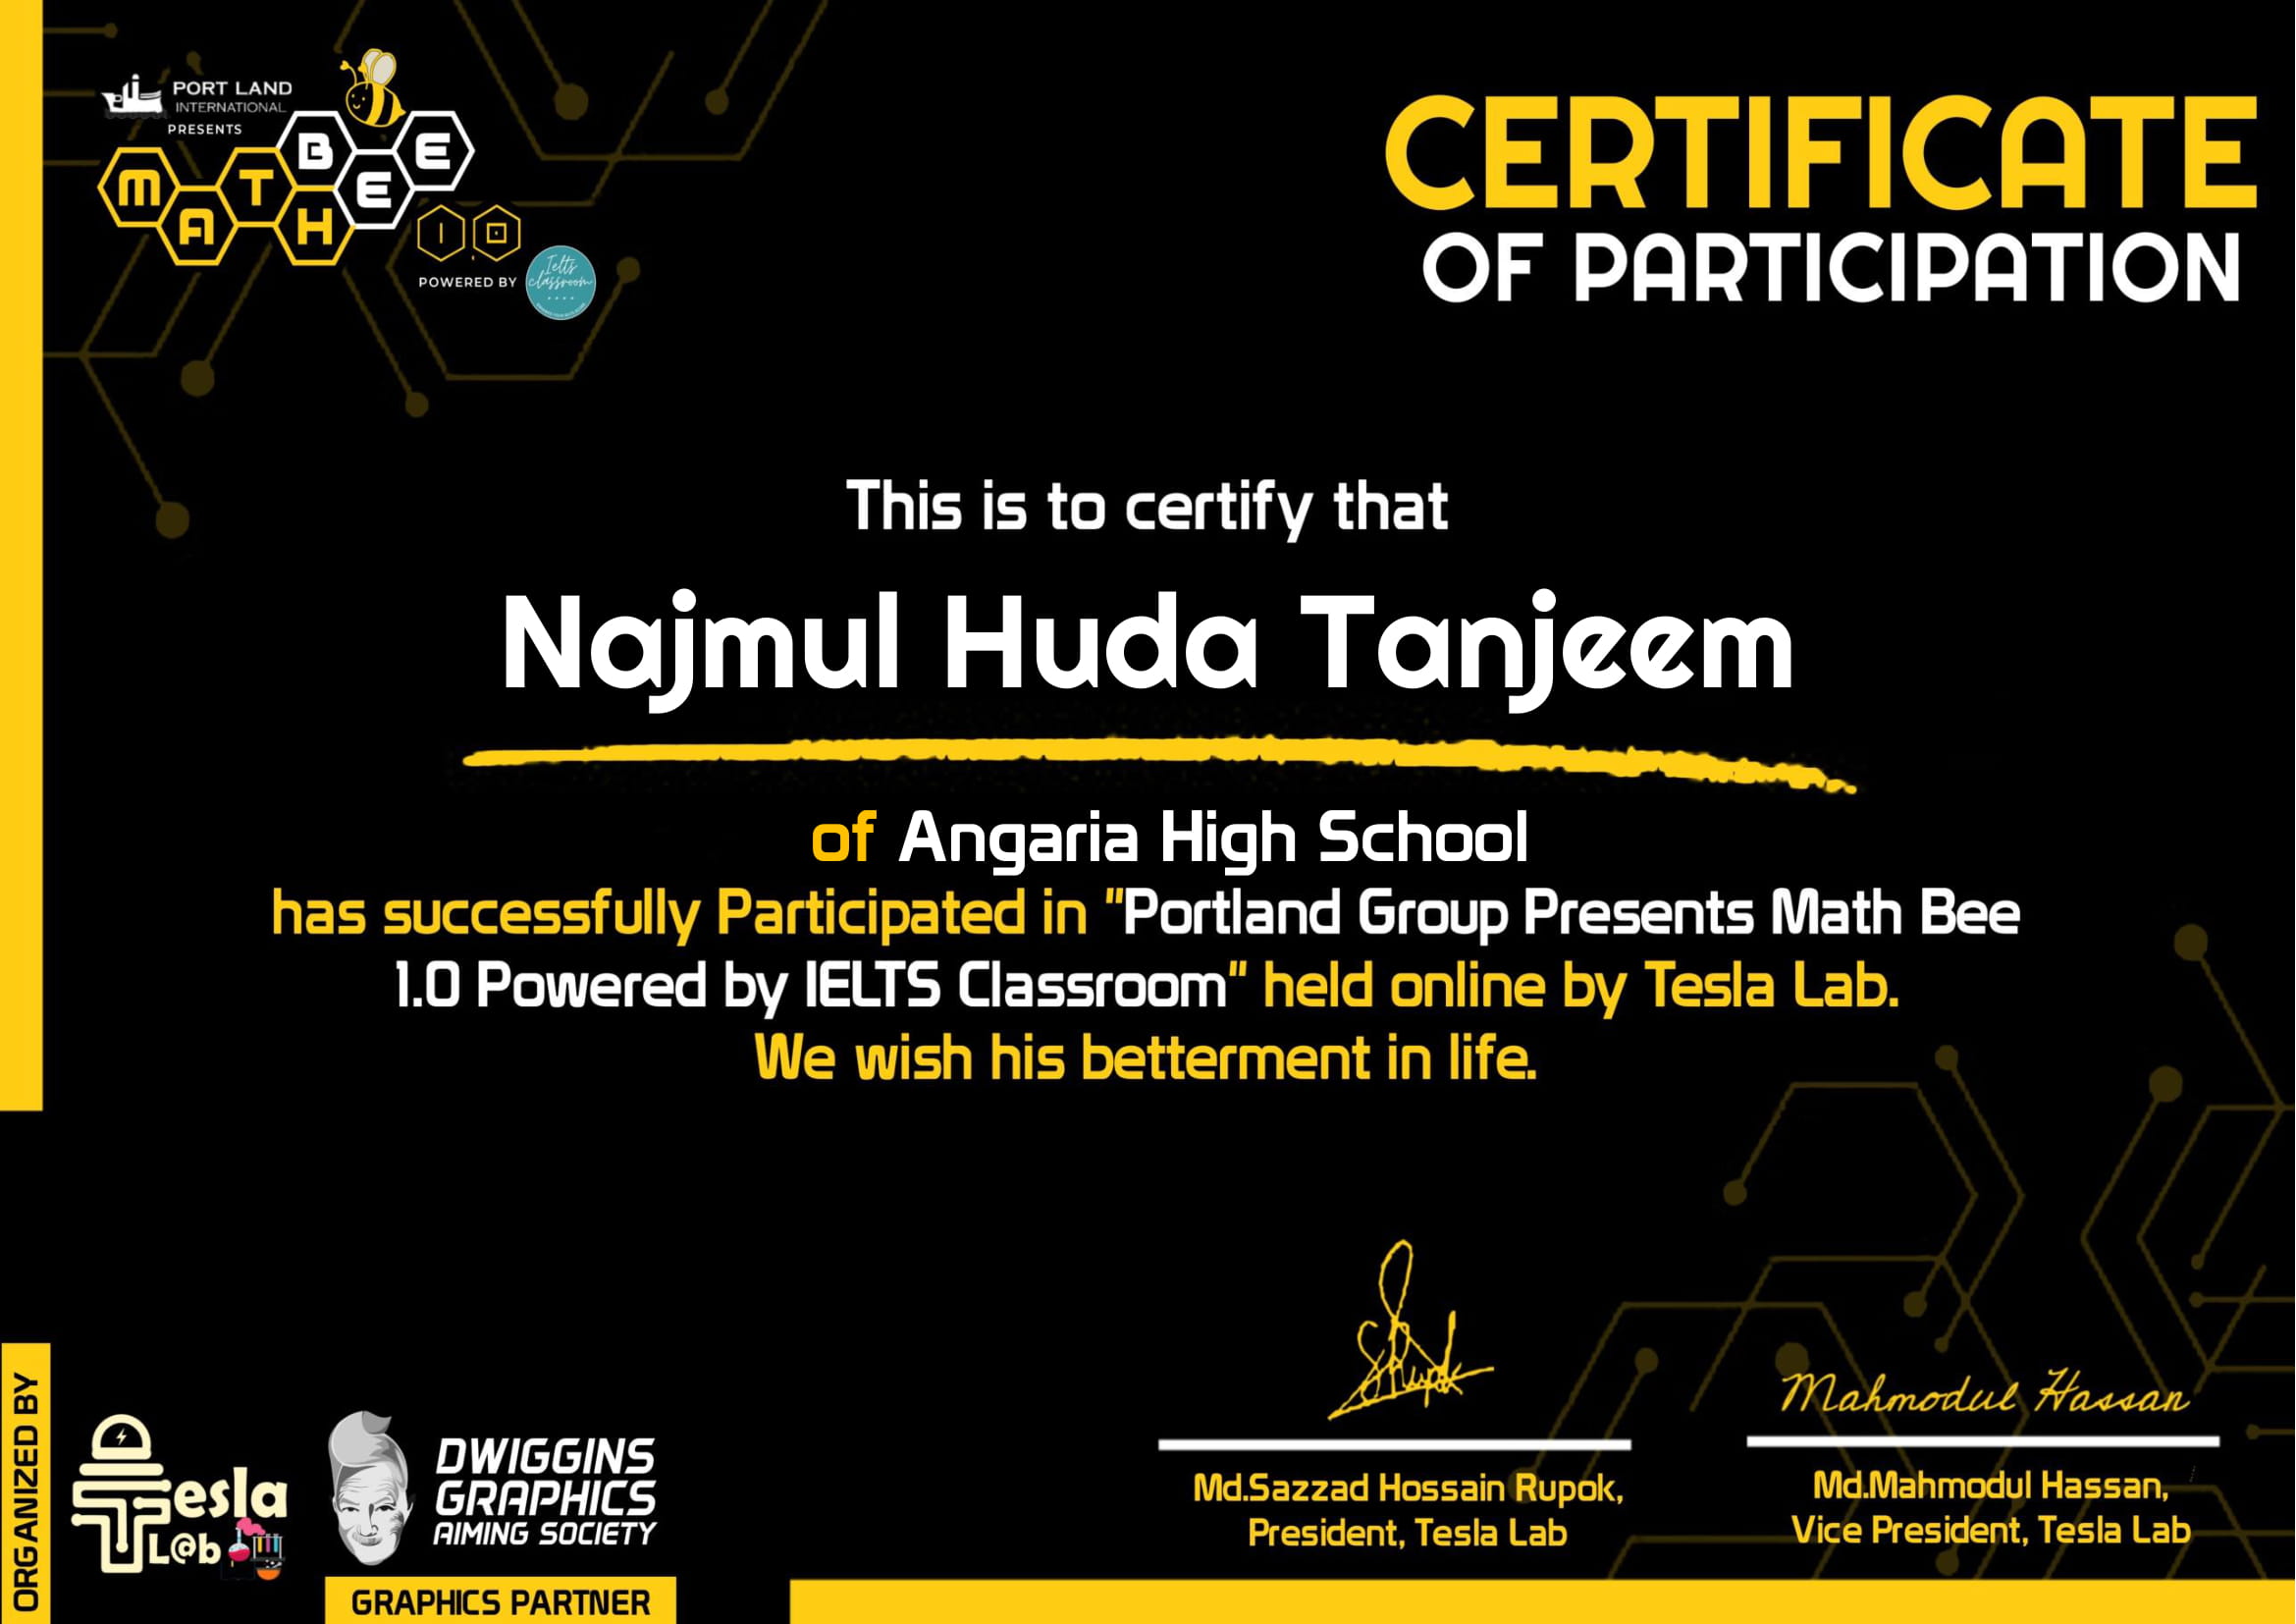 PORT LAND
INTERNATIONAL
PRESENTS
MATH BEE
1.0
POWERED BY
Ielts
classroom
CERTIFICATE
OF PARTICIPATION
This is to certify that
Najmul Huda Tanjeem
of Angaria High School
has successfully Participated in "Portland Group Presents Math Bee
1.0 Powered by IELTS Classroom" held online by Tesla Lab.
We wish his betterment in life.
ORGANIZED BY
Tesla
L@b
DWIGGINS
GRAPHICS
AIMING SOCIETY
GRAPHICS PARTNER
SRupok
Md.Sazzad Hossain Rupok,
President, Tesla Lab
Mahmodul Hassan
Md.Mahmodul Hassan,
Vice President, Tesla Lab